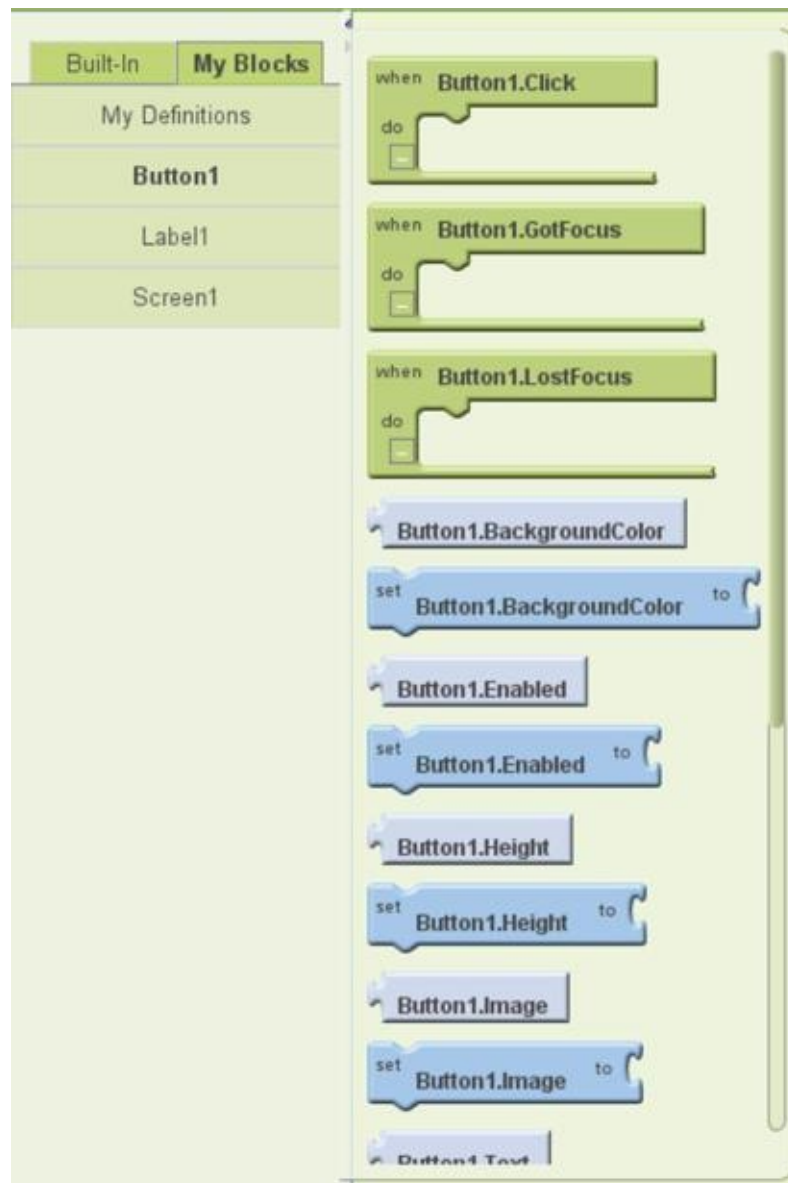 Built-In My Blocks
My Definitions
Button1
Label1
Screen1
when Button1.Click
do
when Button1.GotFocus
do
when Button1.LostFocus
do
Button1.BackgroundColor
set Button1.BackgroundColor to
Button1.Enabled
set Button1.Enabled to
Button1.Height
set Button1.Height to
Button1.Image
set Button1.Image to
Button1.Text